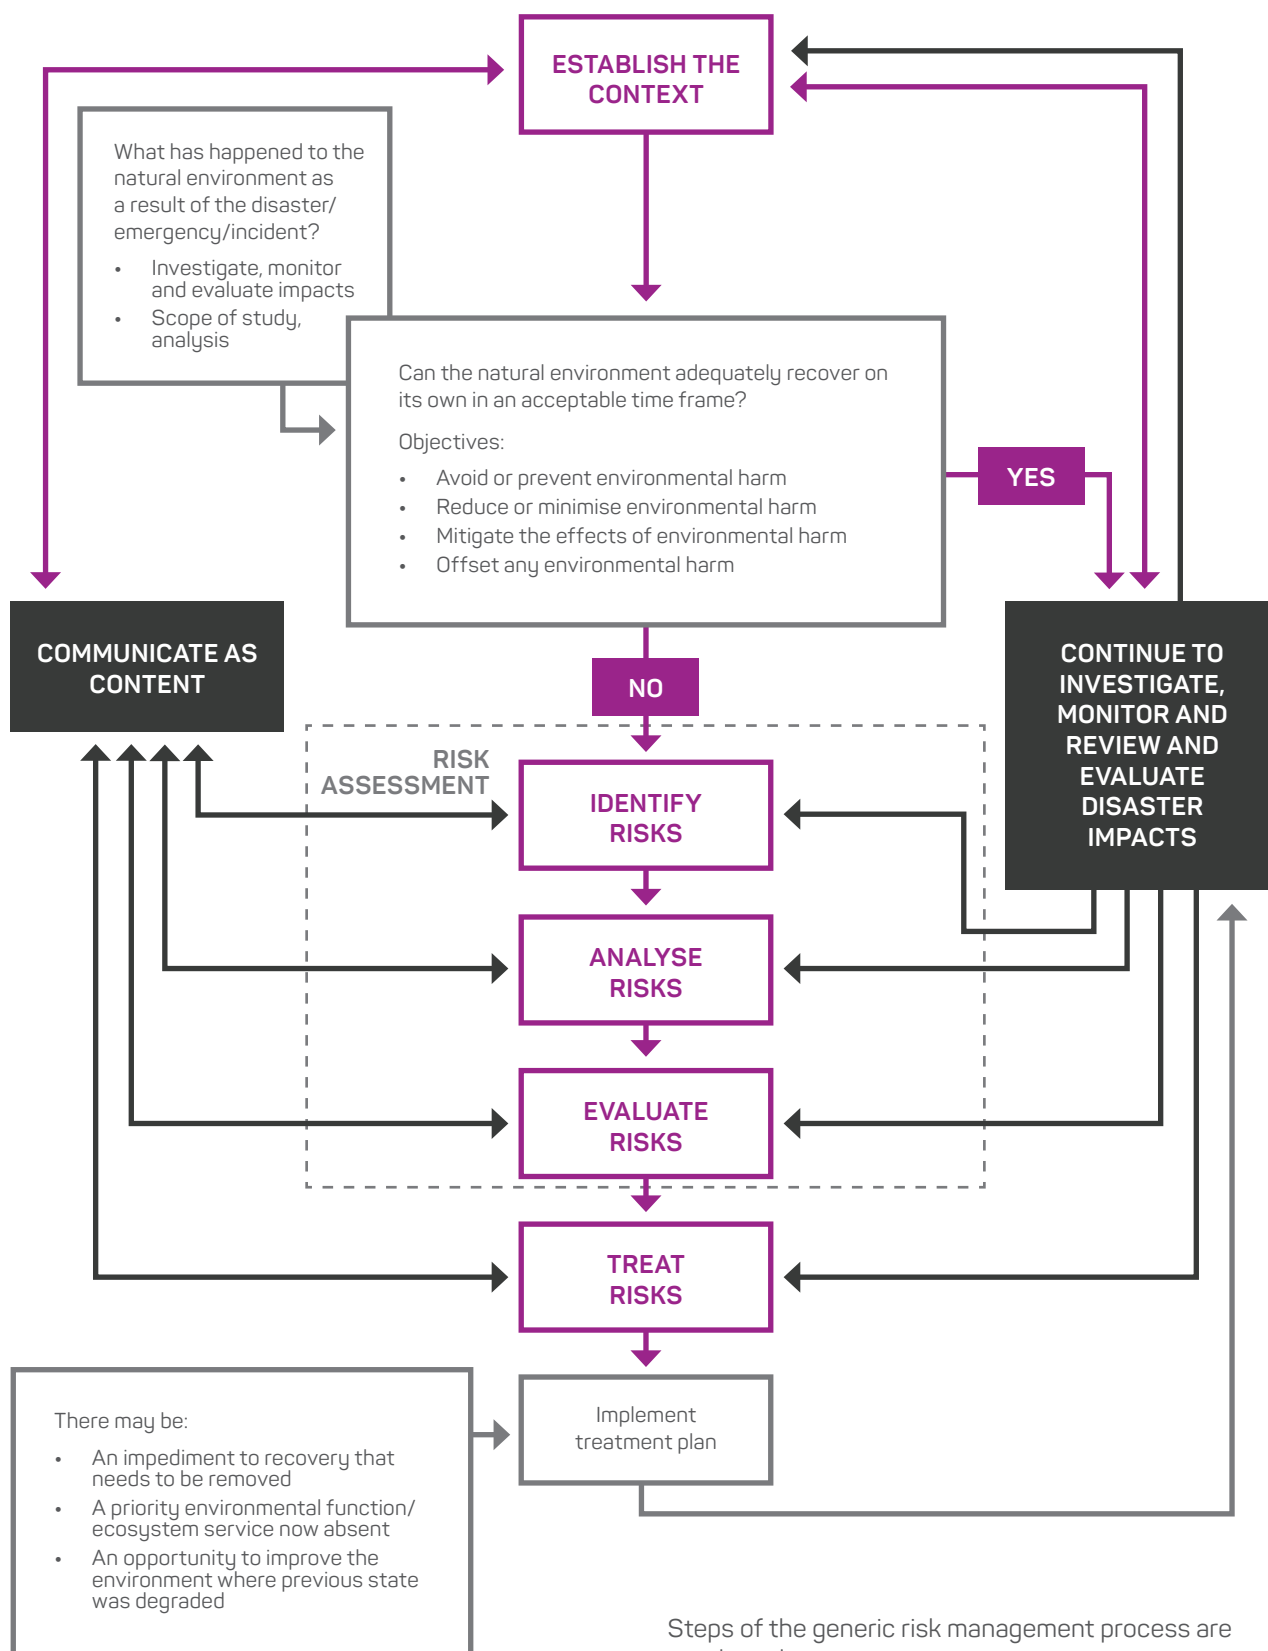 ESTABLISH THE
CONTEXT
What has happened to the
natural environment as
a result of the disaster/
emergency/incident?
• Investigate, monitor
and evaluate impacts
• Scope of study,
analysis
Can the natural environment adequately recover on
its own in an acceptable time frame?
Objectives:
• Avoid or prevent environmental harm
• Reduce or minimise environmental harm
• Mitigate the effects of environmental harm
• Offset any environmental harm
YES
COMMUNICATE AS
CONTENT
CONTINUE TO
INVESTIGATE,
MONITOR AND
REVIEW AND
EVALUATE
DISASTER
IMPACTS
NO
RISK
ASSESSMENT
IDENTIFY
RISKS
ANALYSE
RISKS
EVALUATE
RISKS
TREAT
RISKS
Implement
treatment plan
There may be:
• An impediment to recovery that
needs to be removed
• A priority environmental function/
ecosystem service now absent
• An opportunity to improve the
environment where previous state
was degraded
Steps of the generic risk management process are